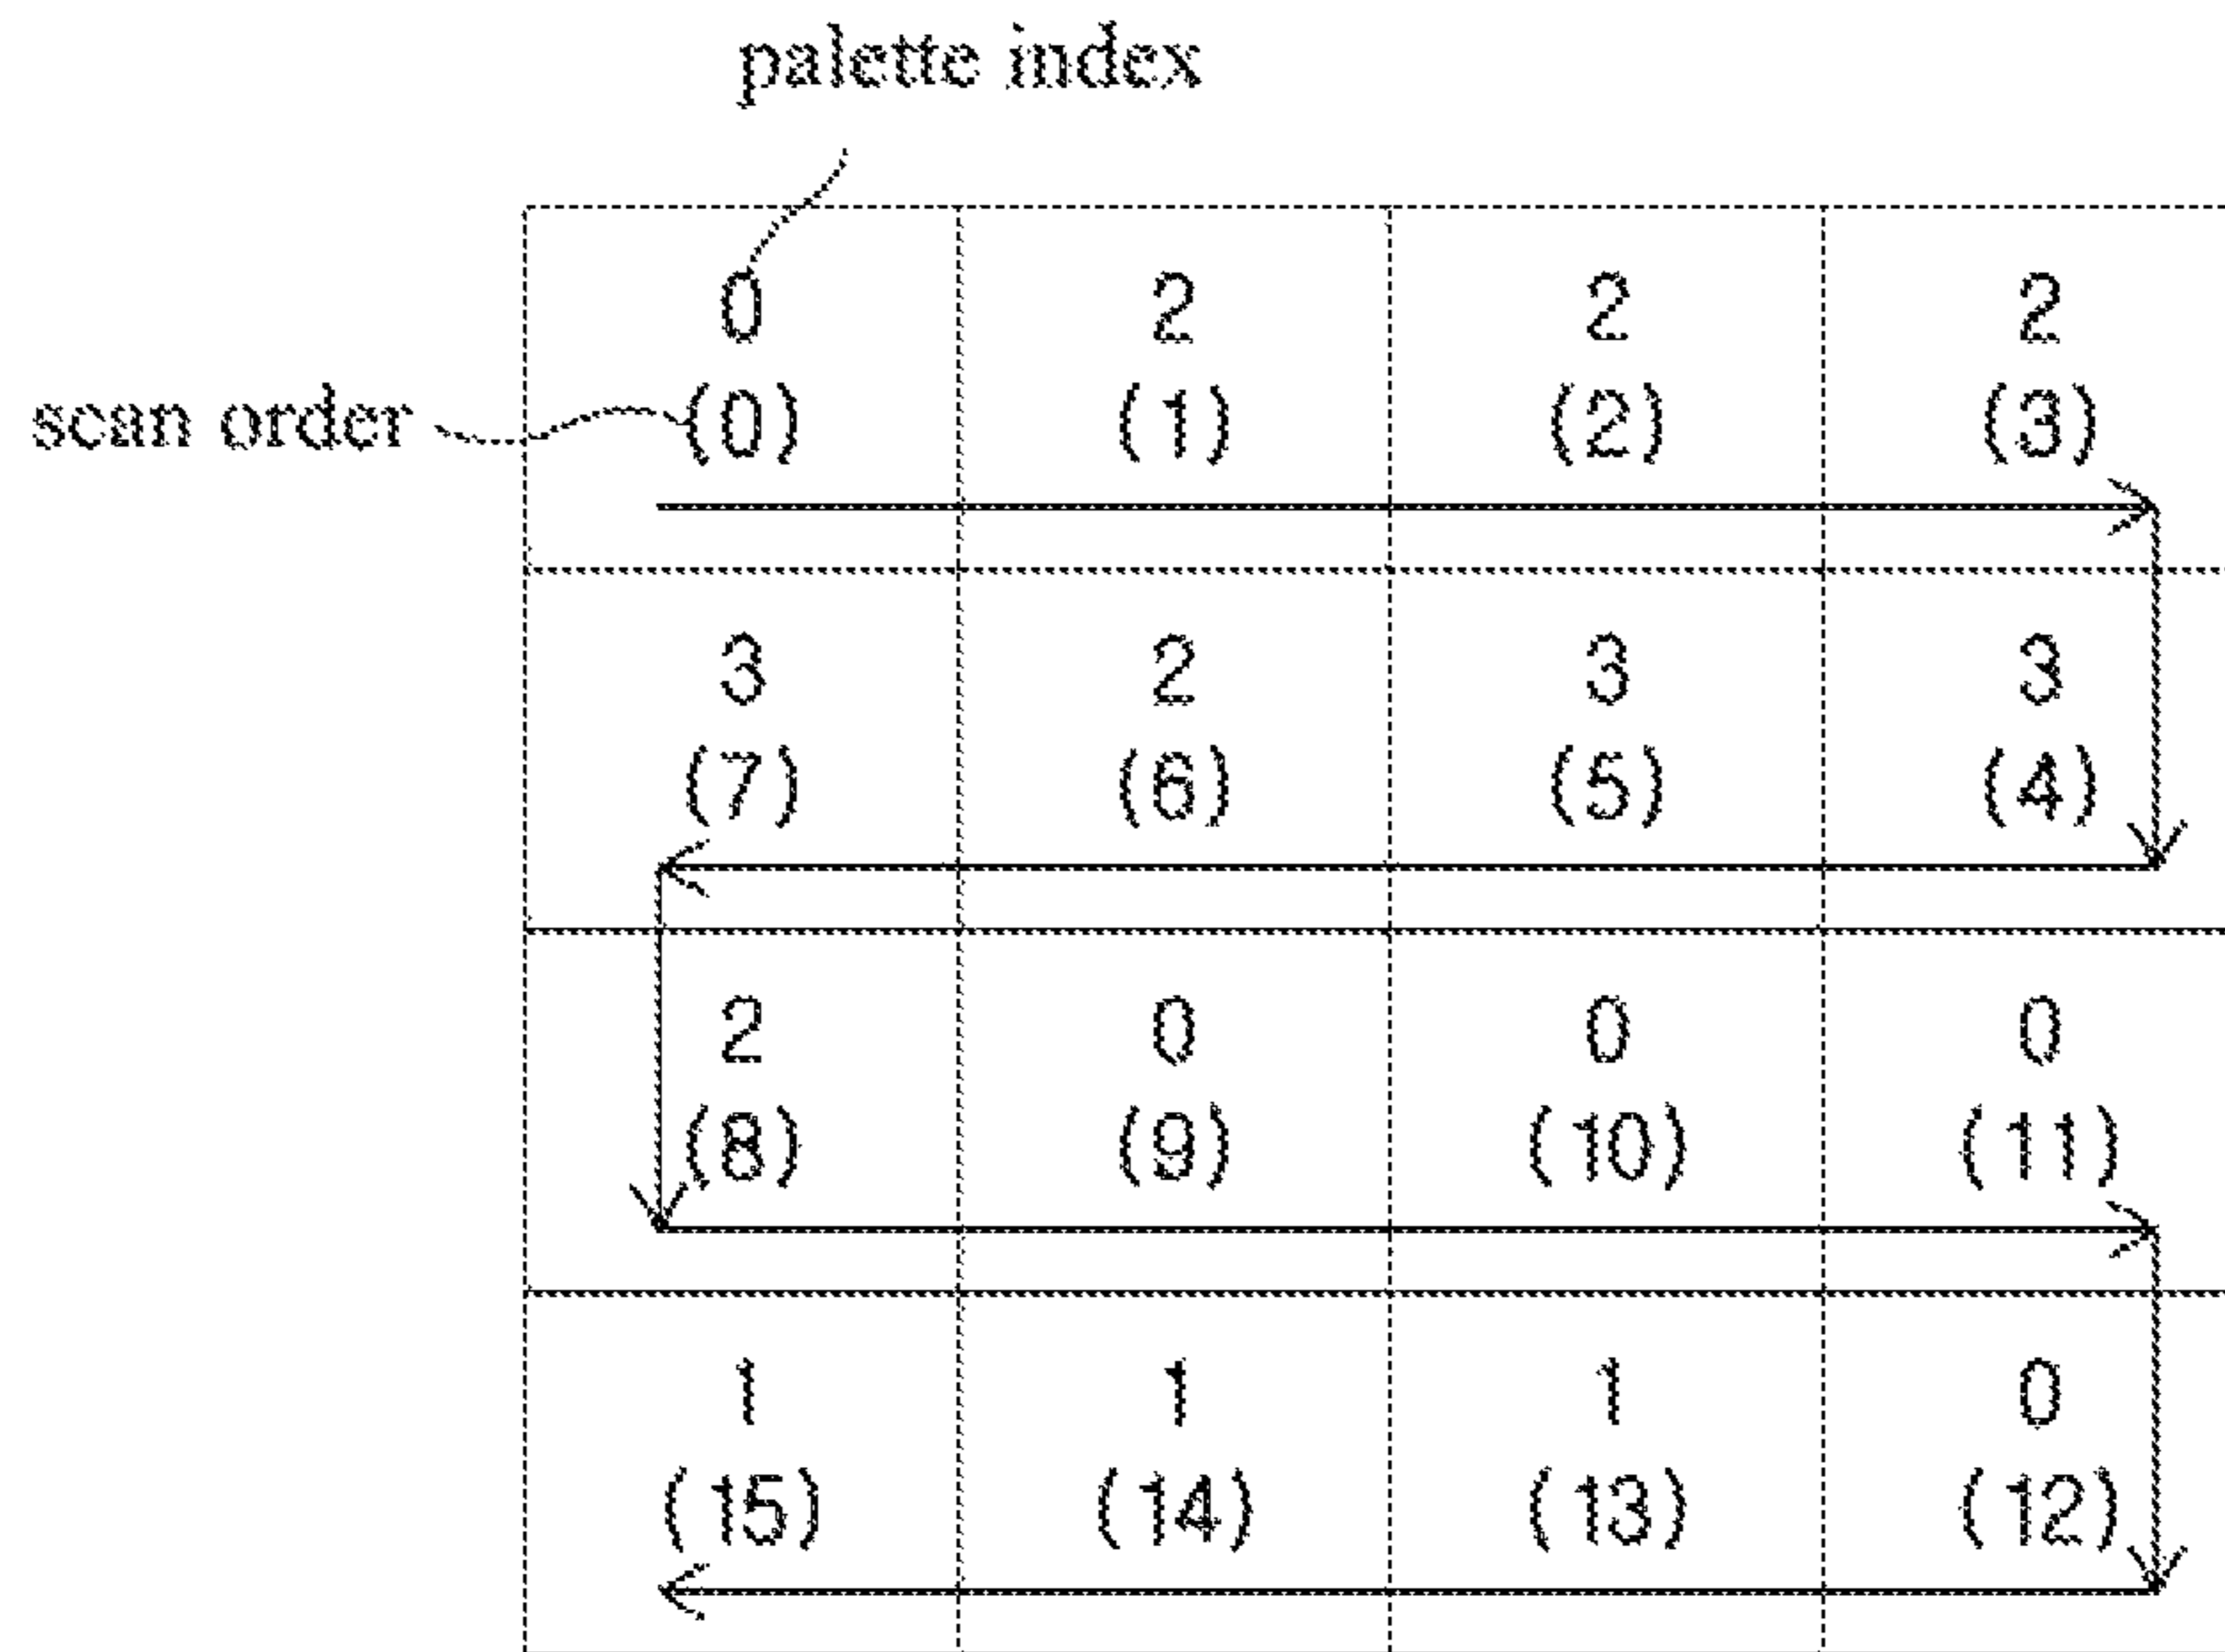 palette index
0 2 2 2
scan order (0) (1) (2) (3)
3 2 3 3
(7) (6) (5) (4)
2 0 0 0
(8) (9) (10) (11)
1 1 1 0
(15) (14) (13) (12)